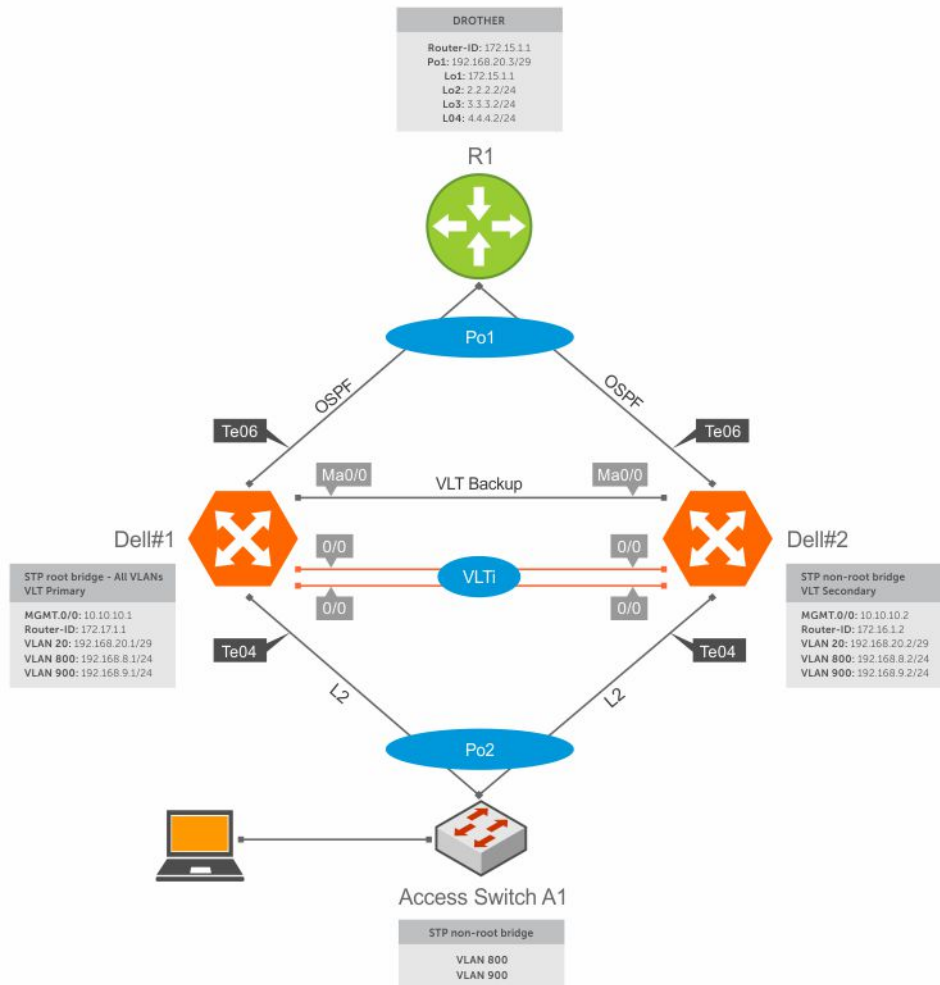 DROTHER
Router-ID: 172.15.1.1
Po1: 192.168.20.3/29
Lo1: 172.15.1.1
Lo2: 2.2.2.2/24
Lo3: 3.3.3.2/24
L04: 4.4.4.2/24
R1
Po1
OSPF
OSPF
Te06
Te06
Ma0/0
VLT Backup
Ma0/0
Dell#1
Dell#2
0/0
0/0
VLTi
0/0
0/0
STP root bridge - All VLANs
VLT Primary
MGMT.0/0: 10.10.10.1
Router-ID: 172.17.1.1
VLAN 20: 192.168.20.1/29
VLAN 800: 192.168.8.1/24
VLAN 900: 192.168.9.1/24
STP non-root bridge
VLT Secondary
MGMT.0/0: 10.10.10.2
Router-ID: 172.16.1.2
VLAN 20: 192.168.20.2/29
VLAN 800: 192.168.8.2/24
VLAN 900: 192.168.9.2/24
Te04
Te04
L2
L2
Po2
Access Switch A1
STP non-root bridge
VLAN 800
VLAN 900